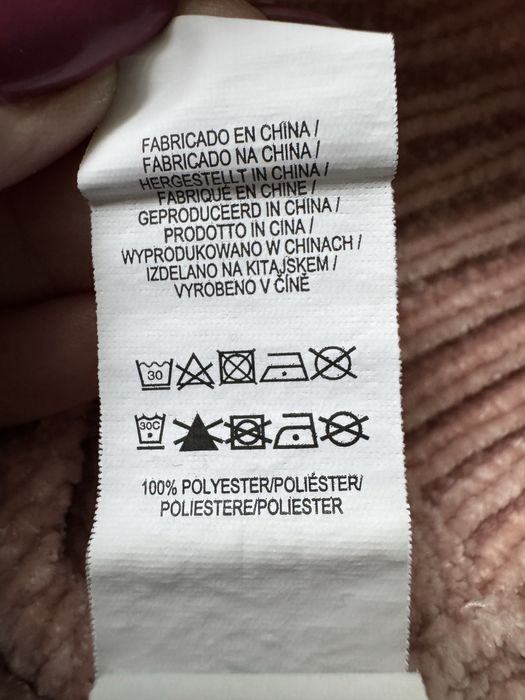 FABRICADO EN CHINA /
FABRICADO NA CHINA /
HERGESTELLT IN CHINA /
FABRIQUÉ EN CHINE /
GEPRODUCEERD IN CHINA /
PRODOTTO IN CINA /
WYPRODUKOWANO W CHINACH /
IZDELANO NA KITAJSKEM /
VYROBENO V ČÍNĚ
30
30C
100% POLYESTER/POLIÉSTER/
POLIESTERE/POLIESTER